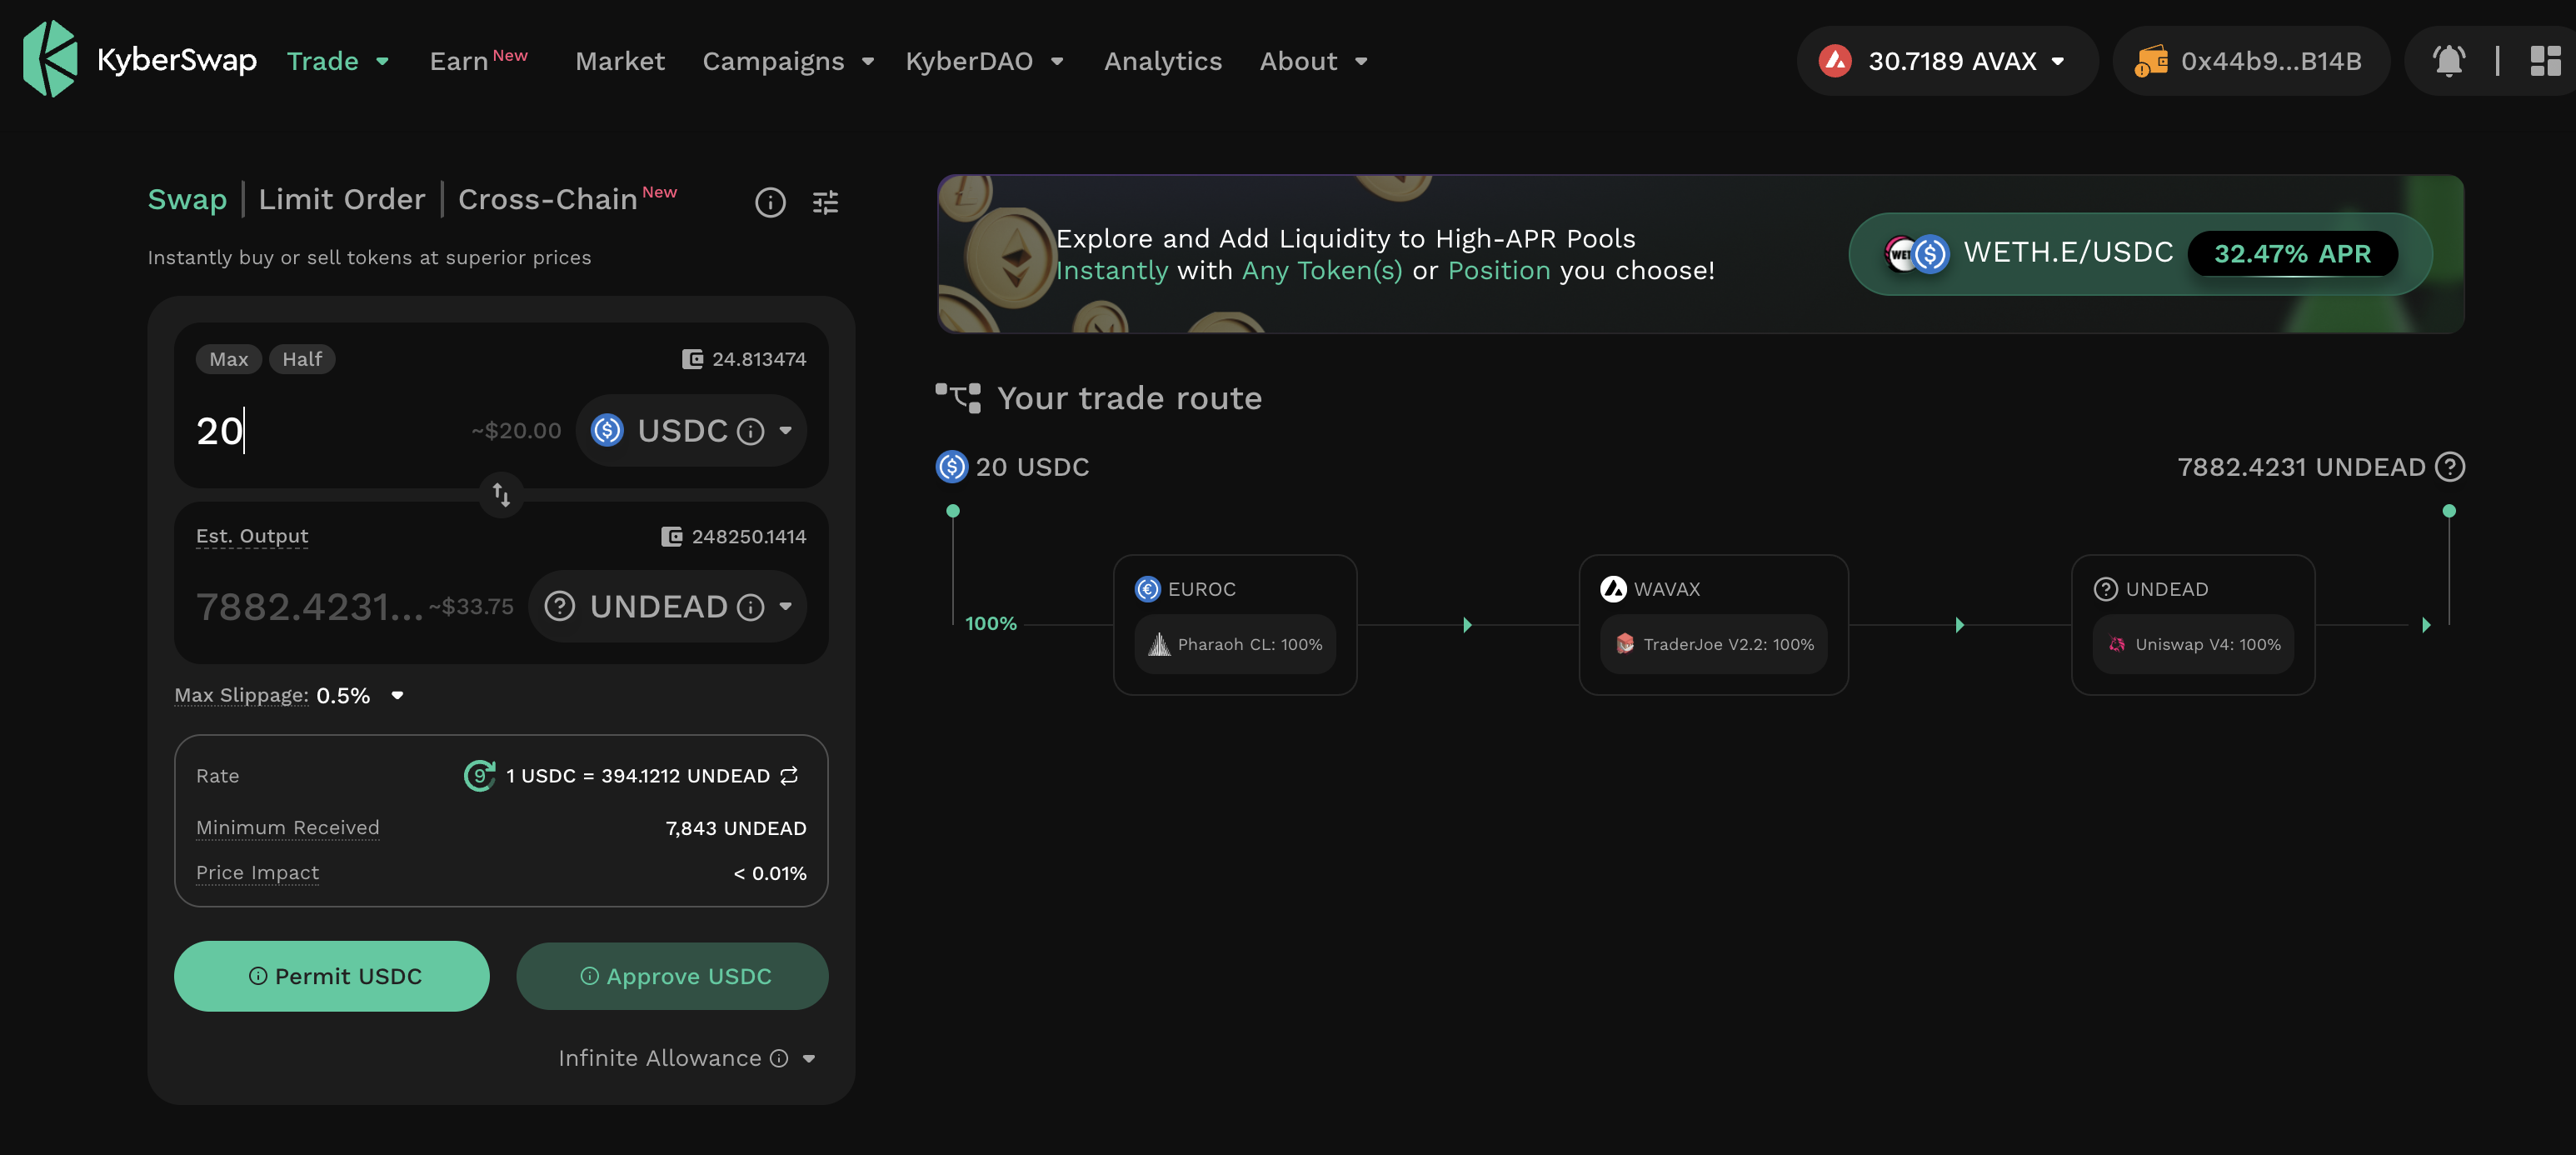 KyberSwap Trade Earn New Market Campaigns KyberDAO Analytics About 30.7189 AVAX 0x44b9...B14B
Swap | Limit Order | Cross-Chain New
Instantly buy or sell tokens at superior prices
Max Half 24.813474
20 ~$20.00 USDC
Est. Output 248250.1414
7882.4231... ~$33.75 UNDEAD
Max Slippage: 0.5%
Rate 9 1 USDC = 394.1212 UNDEAD
Minimum Received 7,843 UNDEAD
Price Impact < 0.01%
Permit USDC Approve USDC
Infinite Allowance
Explore and Add Liquidity to High-APR Pools
Instantly with Any Token(s) or Position you choose!
WETH.E/USDC 32.47% APR
Your trade route
20 USDC 7882.4231 UNDEAD
100%
EUROC
Pharaoh CL: 100%
WAVAX
TraderJoe V2.2: 100%
UNDEAD
Uniswap V4: 100%